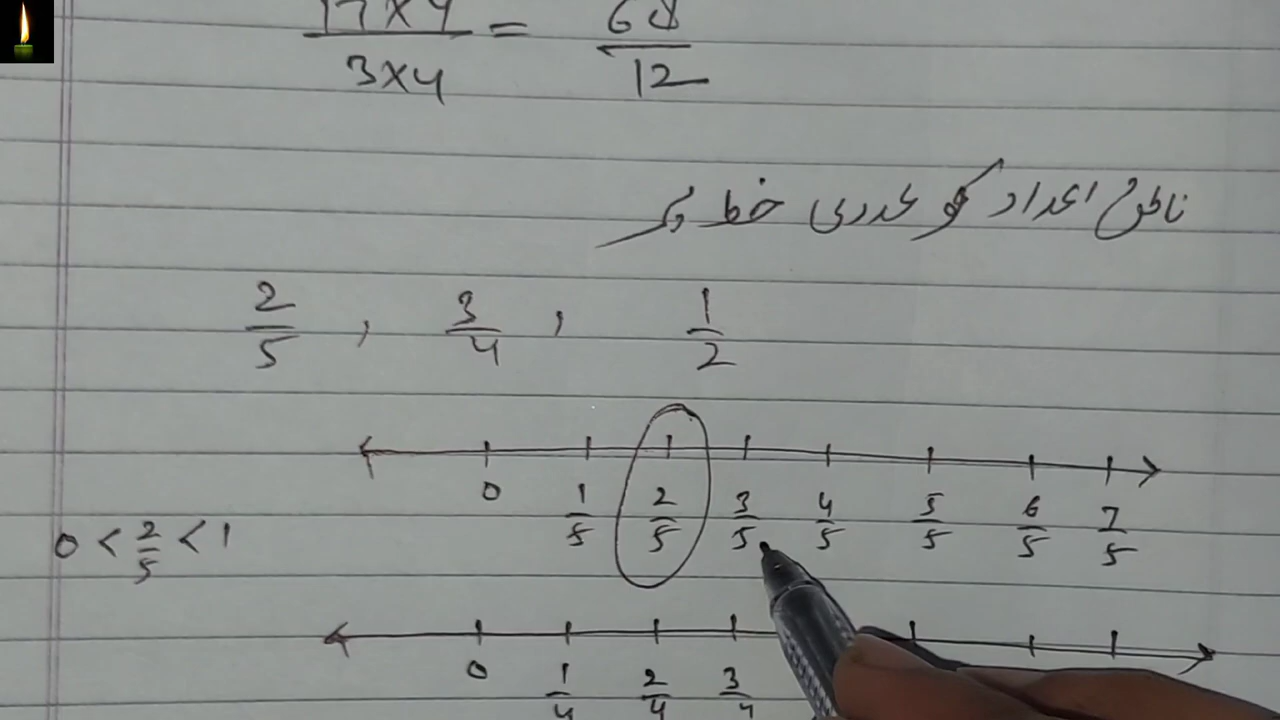 17×4/3×4 = 68/12
ناطق اعداد کو عددی خط پر
2/5 , 3/4 , 1/2
0 1/5 2/5 3/5 4/5 5/5 6/5 7/5
0 < 2/5 < 1
0 1/4 2/4 3/4